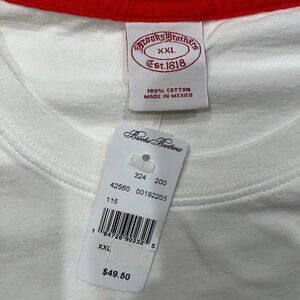 Brooks Brothers
XXL
Est. 1818
100% COTTON
MADE IN MEXICO
Brooks Brothers
324 200
42560 00192205
115
XXL
$49.50